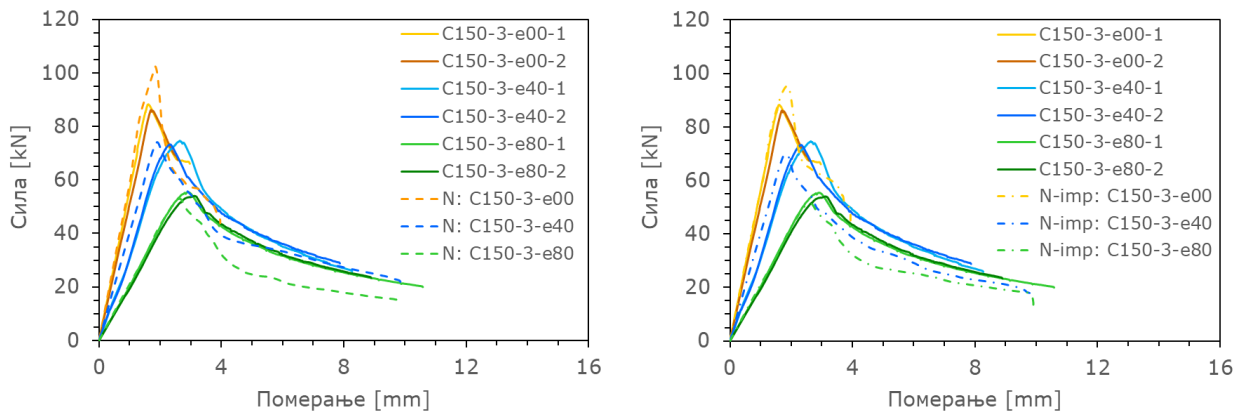 120
100
80
60
40
20
0
Сила [kN]
0
4
8
12
16
Померање [mm]
C150-3-e00-1
C150-3-e00-2
C150-3-e40-1
C150-3-e40-2
C150-3-e80-1
C150-3-e80-2
N: C150-3-e00
N: C150-3-e40
N: C150-3-e80
120
100
80
60
40
20
0
Сила [kN]
0
4
8
12
16
Померање [mm]
C150-3-e00-1
C150-3-e00-2
C150-3-e40-1
C150-3-e40-2
C150-3-e80-1
C150-3-e80-2
N-imp: C150-3-e00
N-imp: C150-3-e40
N-imp: C150-3-e80